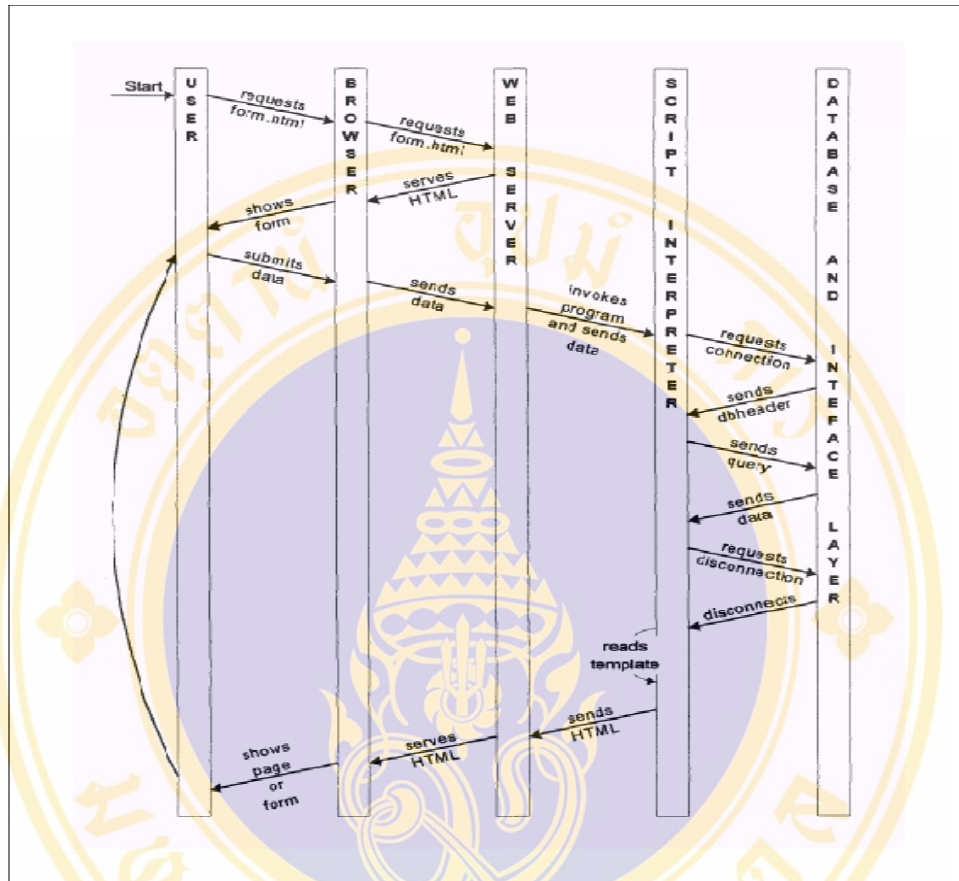 Start
USER
BROWSER
WEB SERVER
SCRIPT INTERPRETER
DATABASE AND INTEFACE LAYER
requests
form.html
requests
form.html
serves
HTML
shows
form
submits
data
sends
data
invokes
program
and sends
data
requests
connection
sends
dbheader
sends
query
sends
data
requests
disconnection
disconnects
reads
template
sends
HTML
serves
HTML
shows
page
or
form